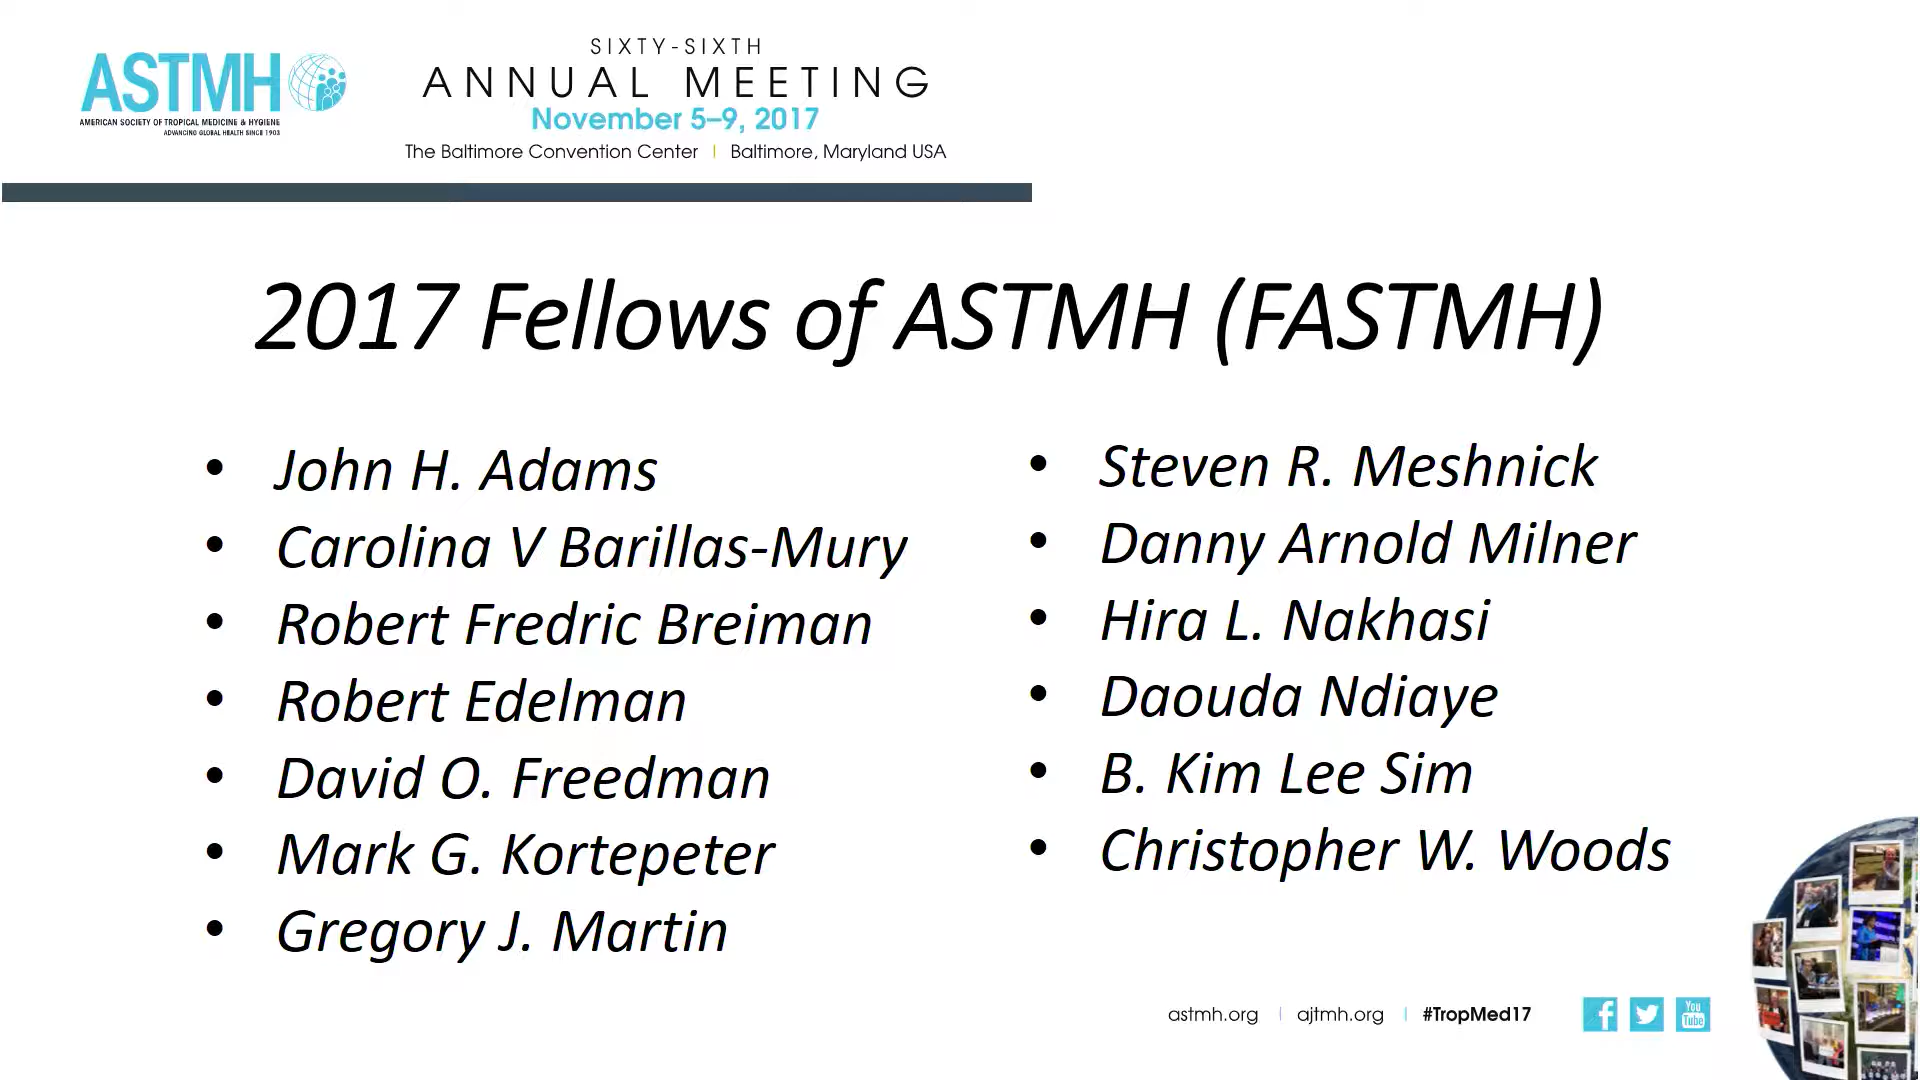 ASTMH
AMERICAN SOCIETY OF TROPICAL MEDICINE & HYGIENE
ADVANCING GLOBAL HEALTH SINCE 1903
SIXTY-SIXTH
ANNUAL MEETING
November 5–9, 2017
The Baltimore Convention Center | Baltimore, Maryland USA
2017 Fellows of ASTMH (FASTMH)
• John H. Adams
• Carolina V Barillas-Mury
• Robert Fredric Breiman
• Robert Edelman
• David O. Freedman
• Mark G. Kortepeter
• Gregory J. Martin
• Steven R. Meshnick
• Danny Arnold Milner
• Hira L. Nakhasi
• Daouda Ndiaye
• B. Kim Lee Sim
• Christopher W. Woods
astmh.org | ajtmh.org | #TropMed17
You
Tube